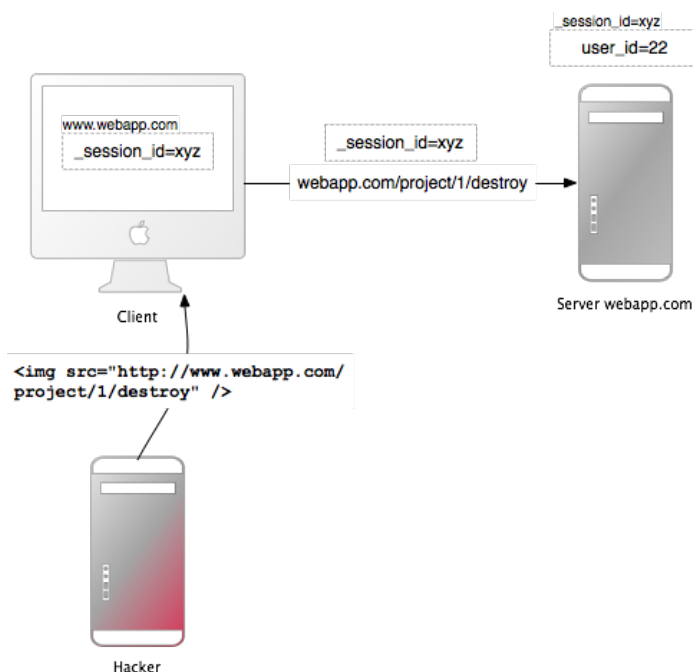 _session_id=xyz
user_id=22
www.webapp.com
_session_id=xyz
_session_id=xyz
webapp.com/project/1/destroy
Client
Server webapp.com
<img src="http://www.webapp.com/
project/1/destroy" />
Hacker